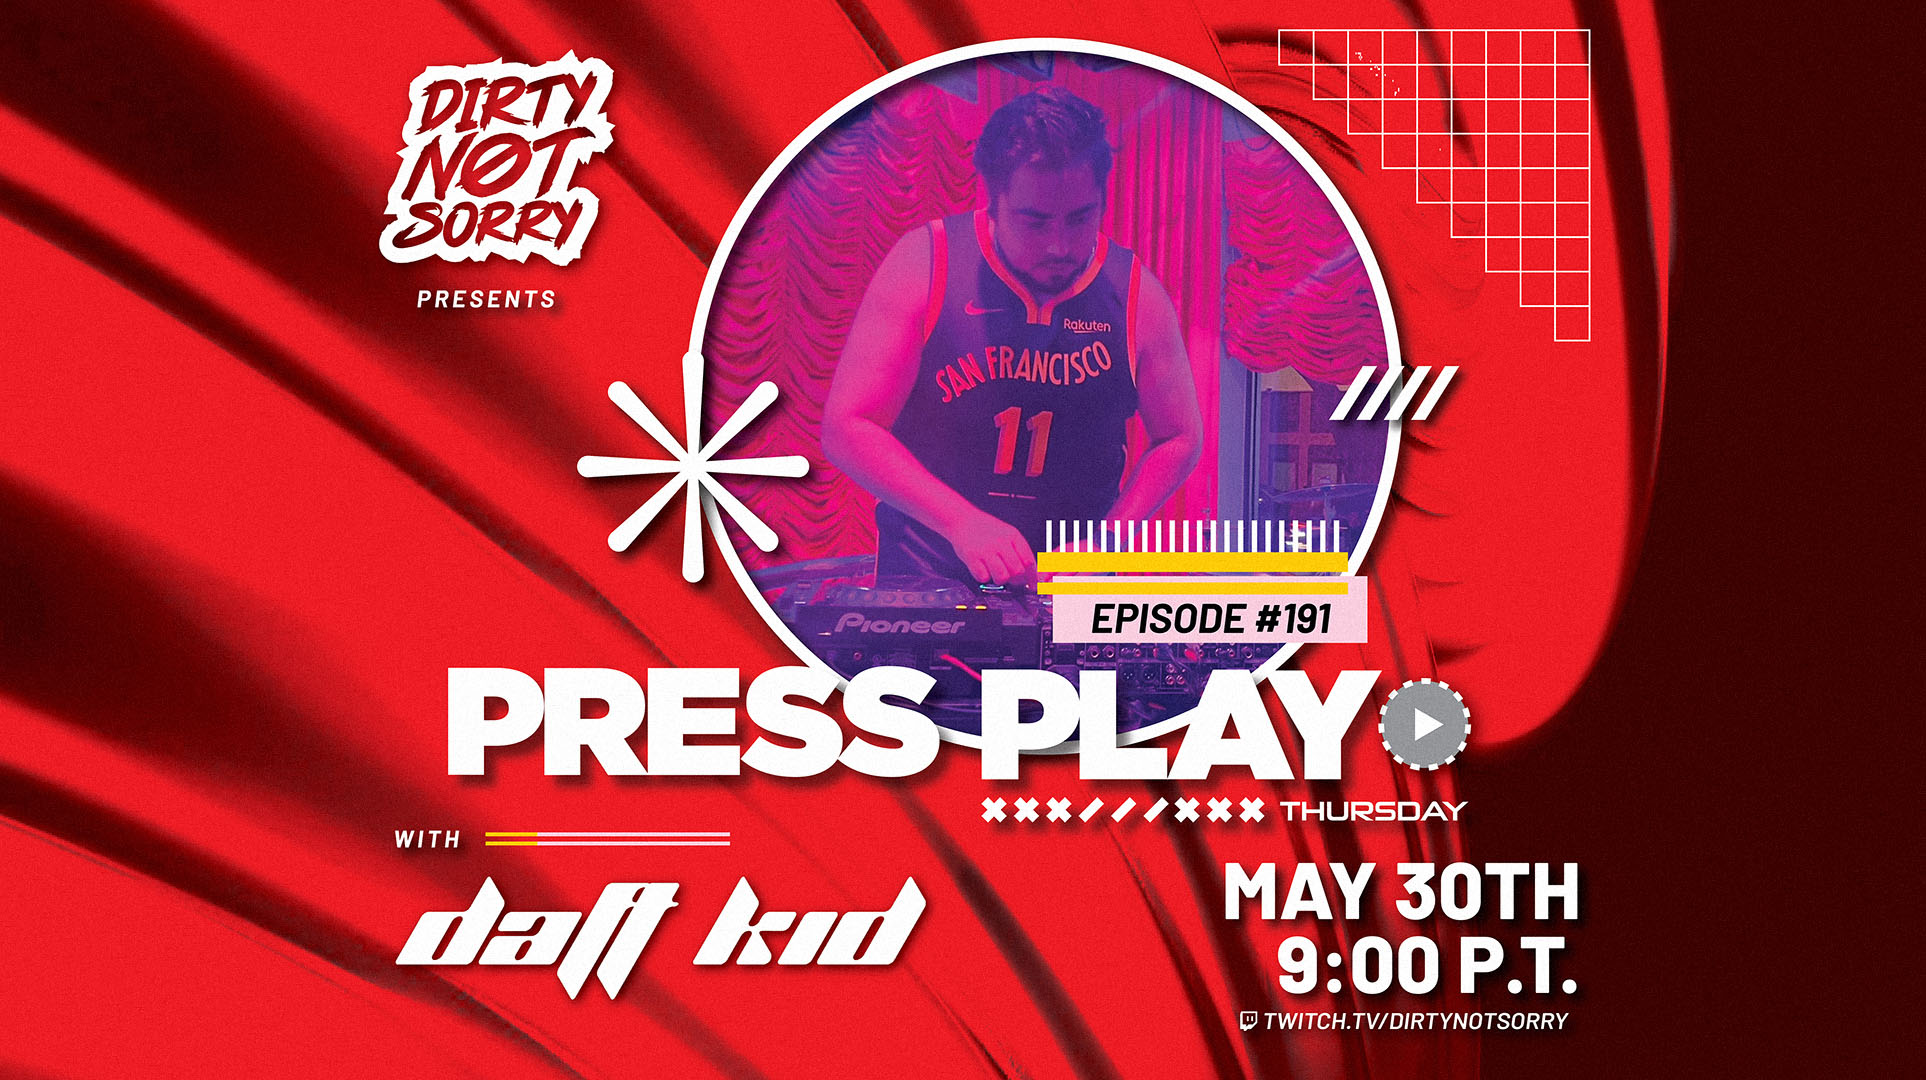 DIRTY
NØT
SORRY
PRESENTS
Rakuten
SAN FRANCISCO
11
Pioneer
EPISODE #191
PRESS PLAY
THURSDAY
WITH
daft kid
MAY 30TH
9:00 P.T.
TWITCH.TV/DIRTYNOTSORRY